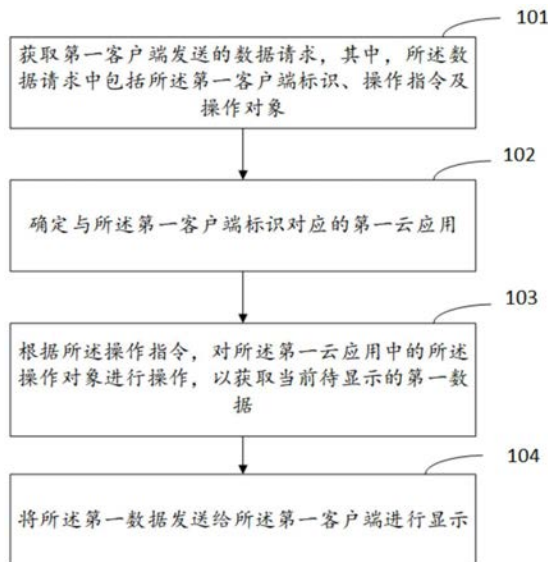 101
获取第一客户端发送的数据请求，其中，所述数
据请求中包括所述第一客户端标识、操作指令及
操作对象
102
确定与所述第一客户端标识对应的第一云应用
103
根据所述操作指令，对所述第一云应用中的所述
操作对象进行操作，以获取当前待显示的第一数
据
104
将所述第一数据发送给所述第一客户端进行显示